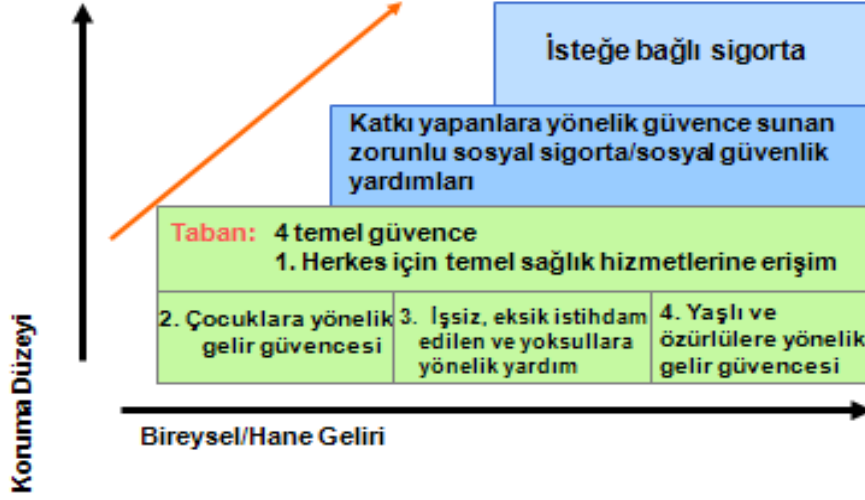 İsteğe bağlı sigorta
Katkı yapanlara yönelik güvence sunan
zorunlu sosyal sigorta/sosyal güvenlik
yardımları
Taban: 4 temel güvence
1. Herkes için temel sağlık hizmetlerine erişim
2. Çocuklara yönelik
gelir güvencesi
3. İşsiz, eksik istihdam
edilen ve yoksullara
yönelik yardım
4. Yaşlı ve
özürlülere yönelik
gelir güvencesi
Koruma Düzeyi
Bireysel/Hane Geliri